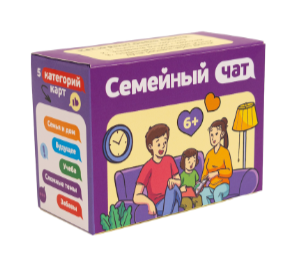 5 категорий
карт
Семья и дом
Будущее
Учеба
Сложные темы
Забавы
Семейный чат
6+